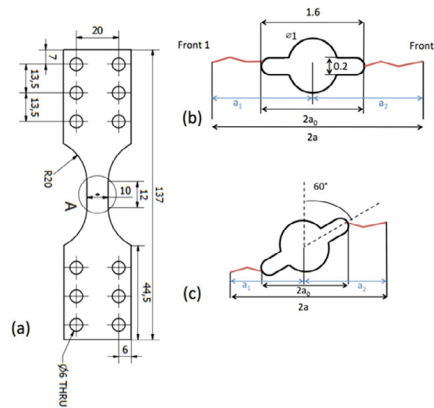 20
7
13,5
13,5
R20
A
10
12
137
44,5
6
Ø6 THRU
(a)
1.6
⌀1
Front 1
Front
0.2
(b)
a₁
a₂
2a₀
2a
60°
(c)
a₁
a₂
2a₀
2a